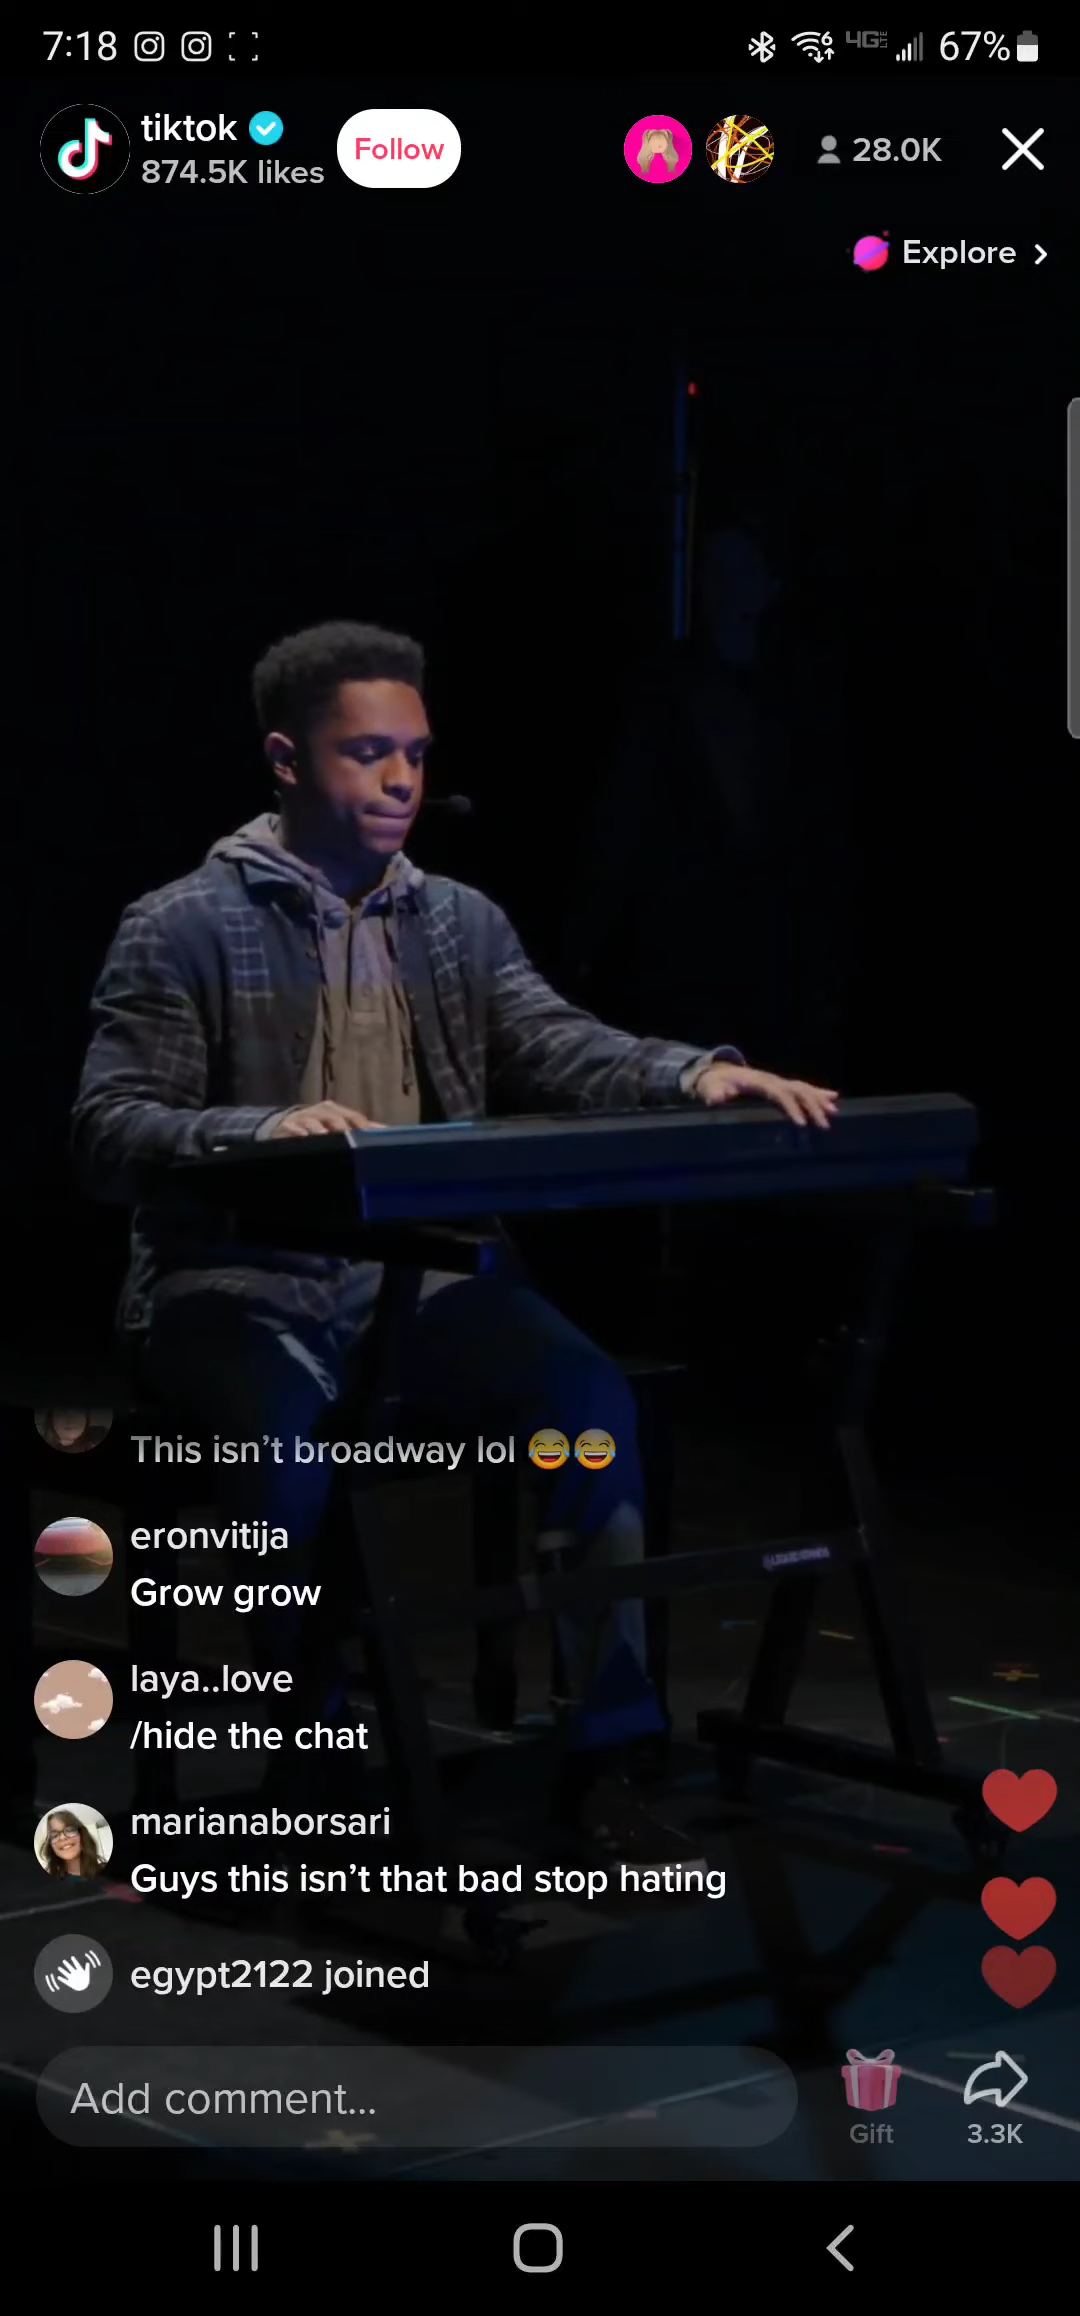 7:18
4G LTE
67%
tiktok
874.5K likes
Follow
28.0K
Explore
This isn’t broadway lol 😂😂
eronvitija
Grow grow
laya..love
/hide the chat
marianaborsari
Guys this isn’t that bad stop hating
egypt2122 joined
Add comment...
Gift
3.3K